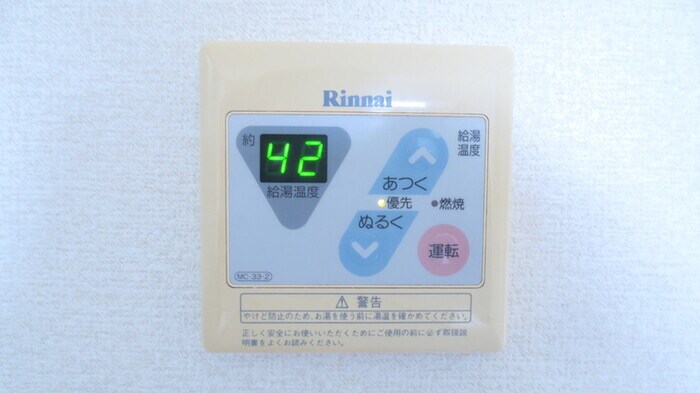 Rinnai
約
42
給湯温度
給湯
温度
あつく
優先
燃焼
ぬるく
運転
MC-33-2
⚠ 警告
やけど防止のため、お湯を使う前に湯温を確かめてください。
正しく安全にお使いいただくためにご使用の前に必ず取扱説
明書をよくお読みください。